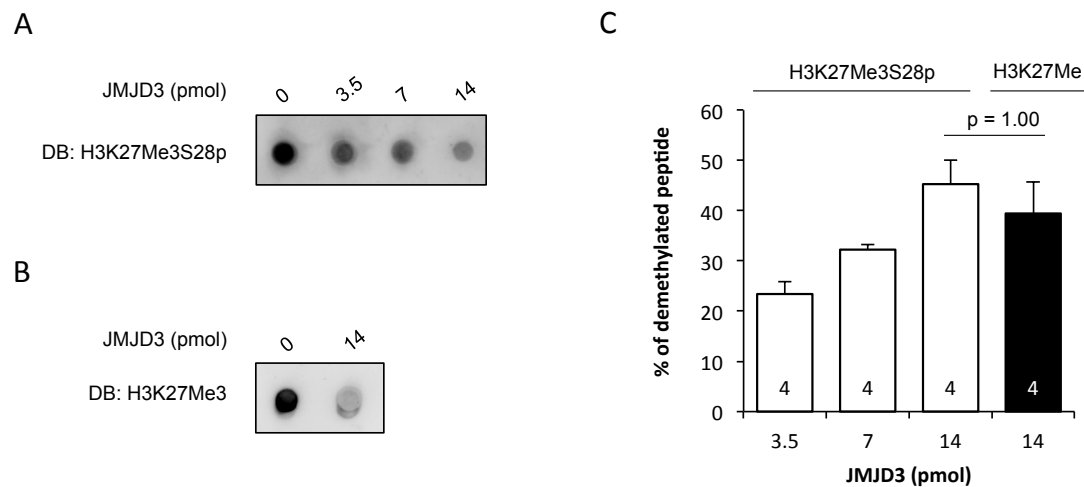 A
JMJD3 (pmol)
0 3.5 7 14
DB: H3K27Me3S28p
B
JMJD3 (pmol)
0 14
DB: H3K27Me3
C
H3K27Me3S28p H3K27Me
p = 1.00
60
50
40
30
20
10
0
% of demethylated peptide
4 4 4 4
3.5 7 14 14
JMJD3 (pmol)